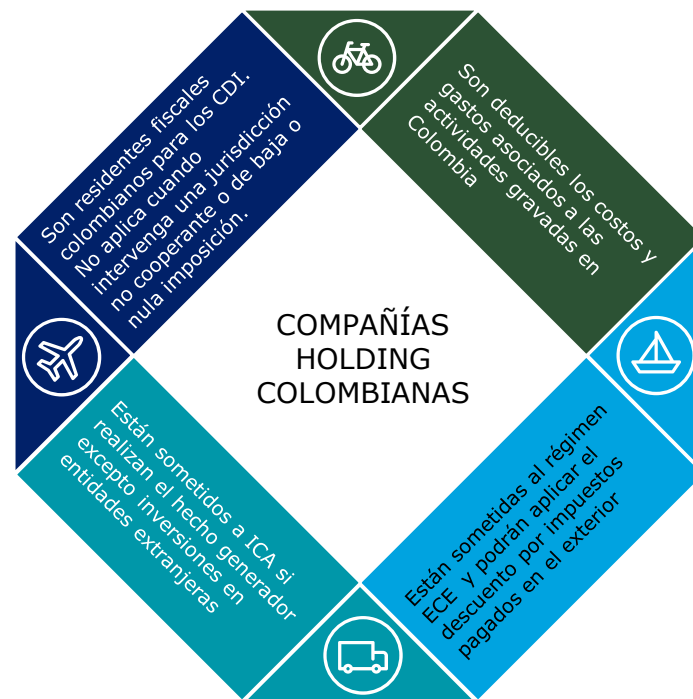 Son residentes fiscales
colombianos para los CDI.
No aplica cuando
intervenga una jurisdicción
no cooperante o de baja o
nula imposición.
Son deducibles los costos y
gastos asociados a las
actividades gravadas en
Colombia
COMPAÑÍAS
HOLDING
COLOMBIANAS
Están sometidos a ICA si
realizan el hecho generador
excepto inversiones en
entidades extranjeras
Están sometidas al régimen
ECE y podrán aplicar el
descuento por impuestos
pagados en el exterior